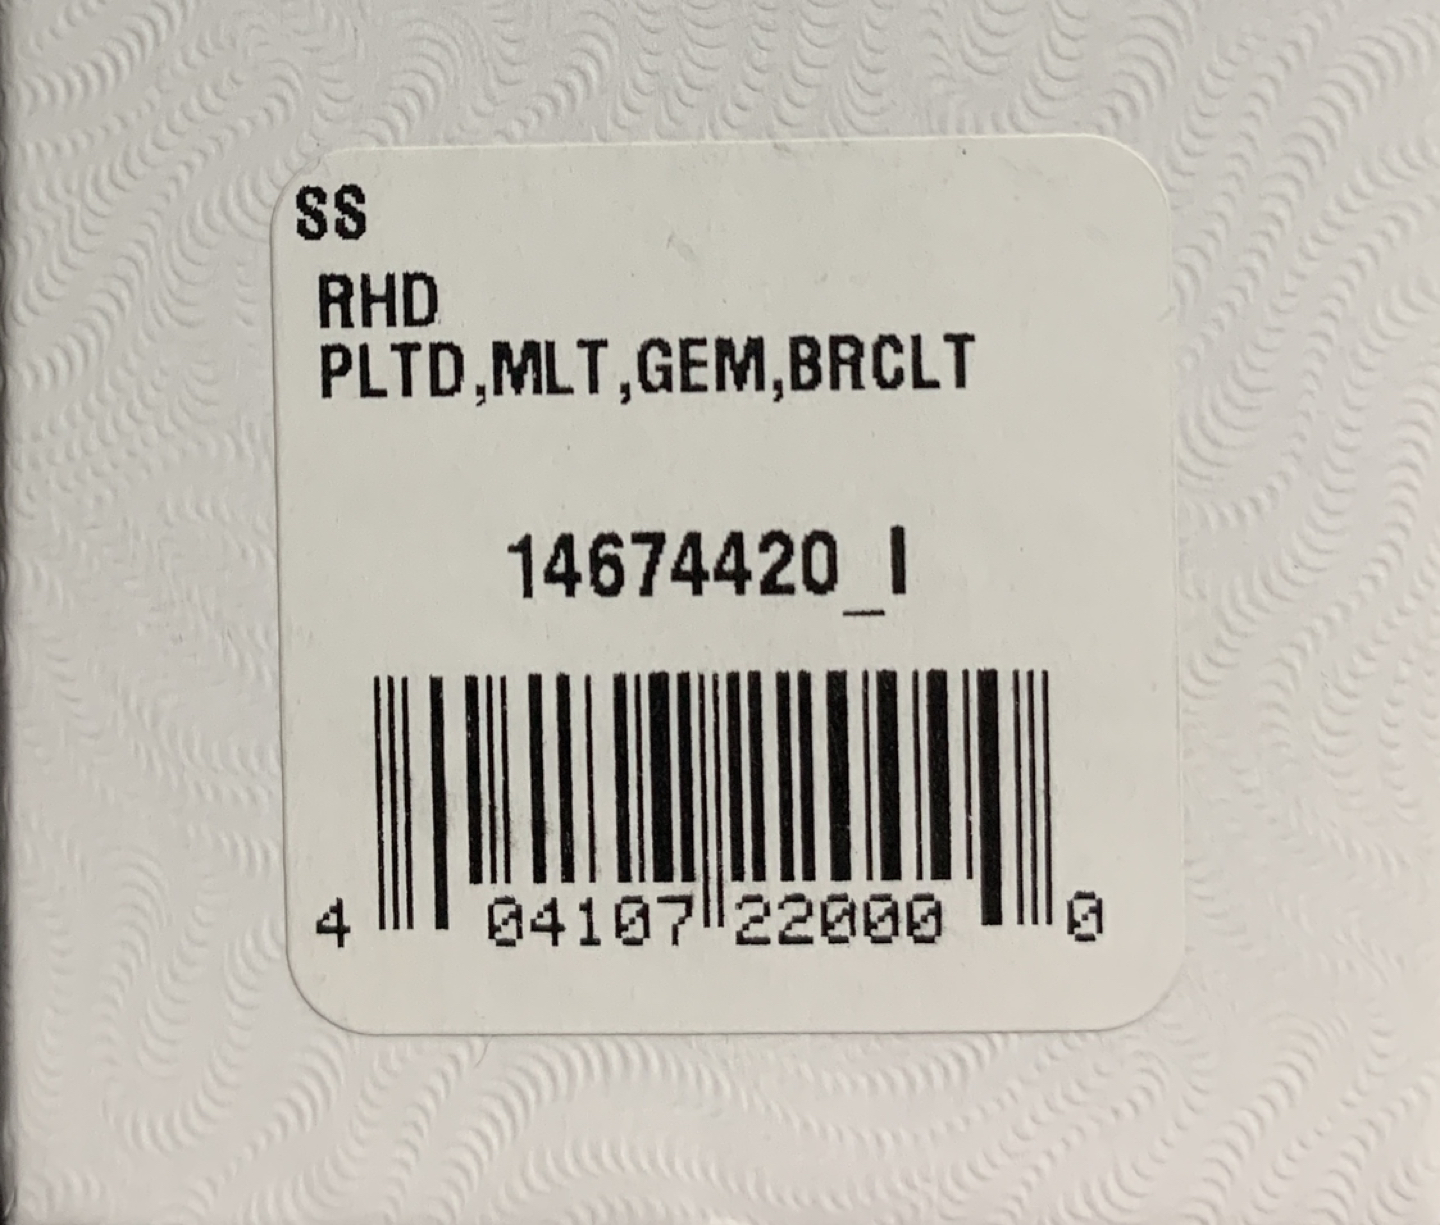 SS
RHD
PLTD,MLT,GEM,BRCLT
14674420_I
4 04107 22000 0